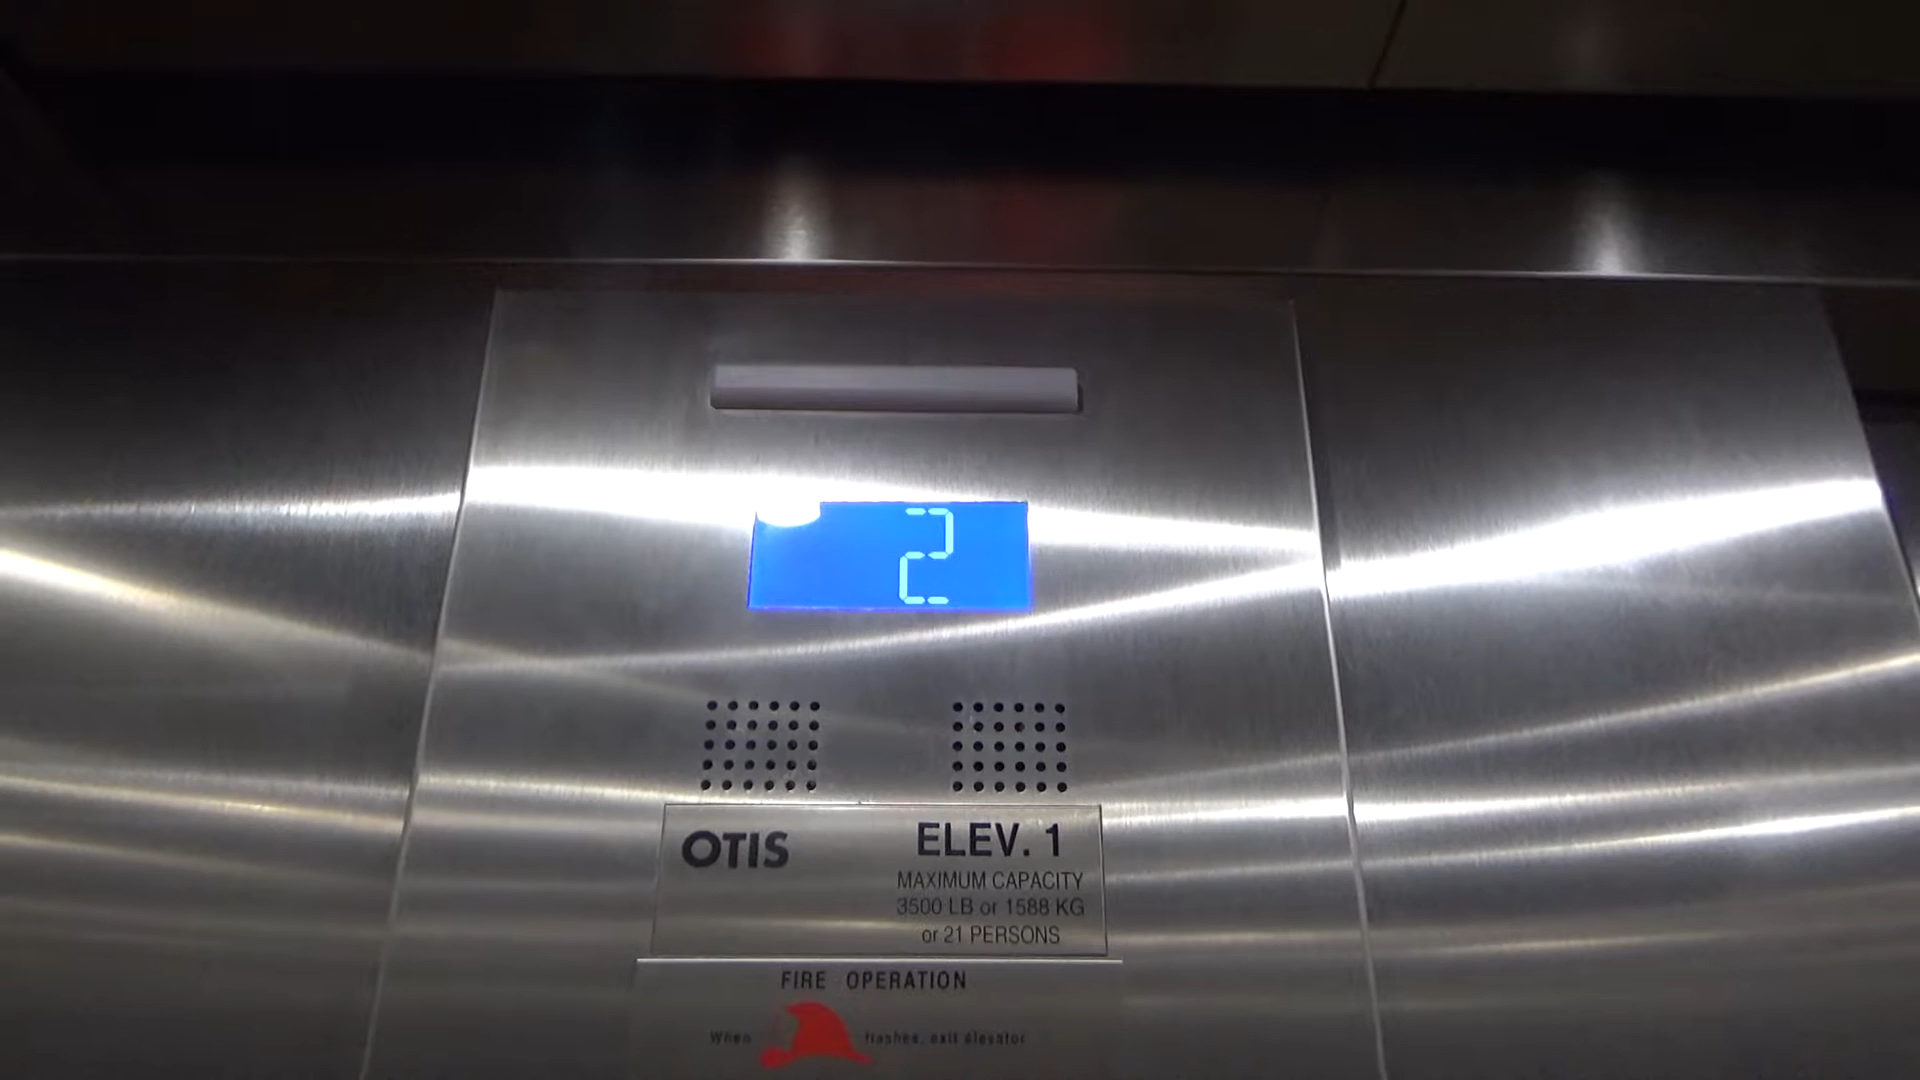 2
OTIS
ELEV. 1
MAXIMUM CAPACITY
3500 LB or 1588 KG
or 21 PERSONS
FIRE OPERATION
When flashes, exit elevator